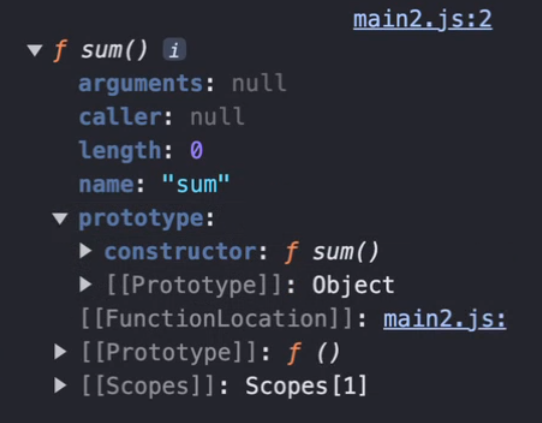 main2.js:2
▼ ƒ sum() i
arguments: null
caller: null
length: 0
name: "sum"
▼ prototype:
▶ constructor: ƒ sum()
▶ [[Prototype]]: Object
[[FunctionLocation]]: main2.js:
▶ [[Prototype]]: ƒ ()
▶ [[Scopes]]: Scopes[1]